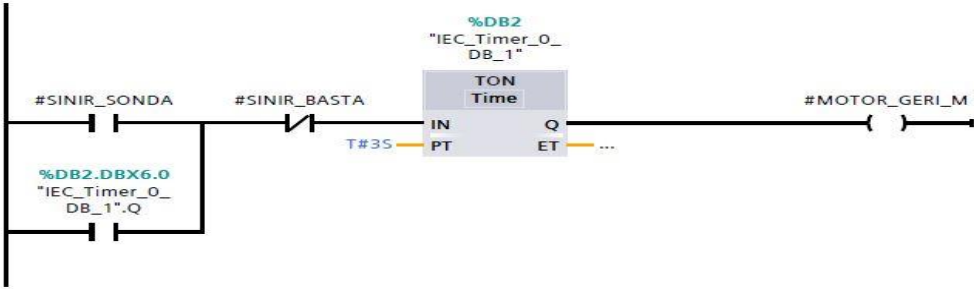 %DB2
"IEC_Timer_0_
DB_1"
TON
Time
#SINIR_SONDA
#SINIR_BASTA
#MOTOR_GERI_M
IN
Q
T#3S
PT
ET
...
%DB2.DBX6.0
"IEC_Timer_0_
DB_1".Q